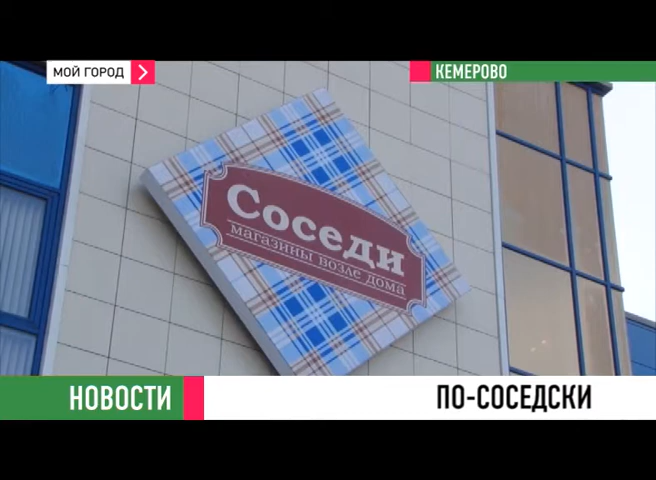 МОЙ ГОРОД
КЕМЕРОВО
Соседи
магазины возле дома
НОВОСТИ
ПО-СОСЕДСКИ